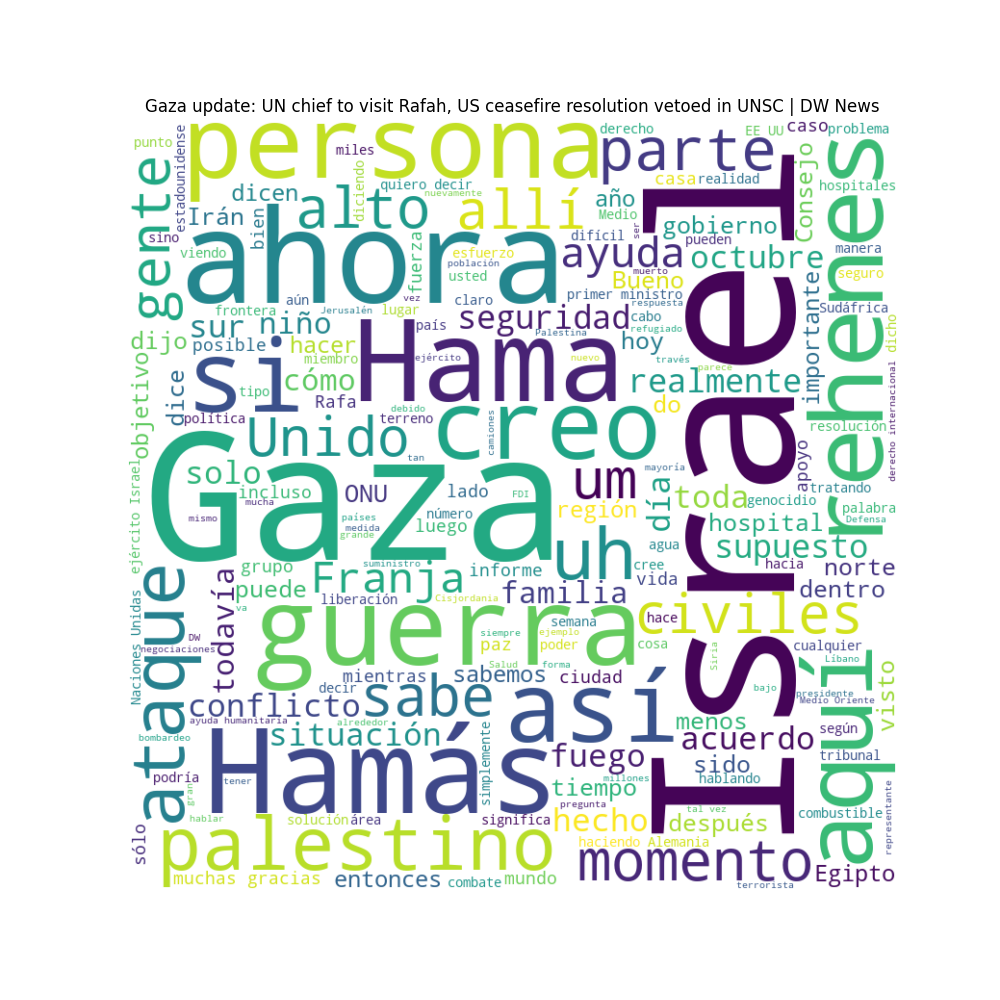 Gaza update: UN chief to visit Rafah, US ceasefire resolution vetoed in UNSC | DW News
punto
estadounidense
persona
miles
derecho
EE UU
caso
problema
parte
gente
dicen
quiero decir
diciendo
nuevamente
alto
allí
casa
realidad
año
Medio
Consejo
hospitales
rehenes
Irán
bien
sino
viendo
ahora
fuerza
esfuerzo
población
usted
difícil
ser
gobierno
pueden
manera
ayuda
muerto
octubre
Bueno
seguro
aún
vez
claro
primer ministro
respuesta
importante
Sudáfrica
frontera
Jerusalén
lugar
país
seguridad
cabo
refugiado
dicho
sur
niño
dijo
posible
hacer
Hama
Palestina
hoy
miembro
ejército
nuevo
través
objetivo
dice
si
tipo
cómo
parece
realmente
Israel
derecho internacional
Rafa
debido
do
política
terreno
creo
camiones
resolución
Unido
tan
mayoría
apoyo
Gaza
solo
mucha
incluso
ONU
lado
FDI
um
día
toda
genocidio
tratando
ejército Israel
región
palabra
mismo
países
número
medida
luego
grande
agua
hospital
Defensa
uh
supuesto
ataque
grupo
suministro
informe
cree
hacia
norte
todavía
puede
Franja
familia
vida
dentro
va
liberación
Cisjordania
guerra
hace
civiles
Naciones Unidas
DW
semana
siempre
ejemplo
negociaciones
paz
poder
cosa
cualquier
Salud
forma
Siria
Líbano
aquí
mientras
sabemos
ciudad
decir
bajo
presidente
Medio Oriente
visto
conflicto
sabe
así
ayuda humanitaria
alrededor
menos
según
bombardeo
situación
simplemente
acuerdo
Hamás
fuego
sido
tribunal
podría
tener
hablando
gran
millones
tiempo
pregunta
tal vez
combustible
representante
hablar
solución
área
significa
hecho
después
sólo
palestino
haciendo
Alemania
momento
muchas gracias
entonces
combate
mundo
terrorista
Egipto